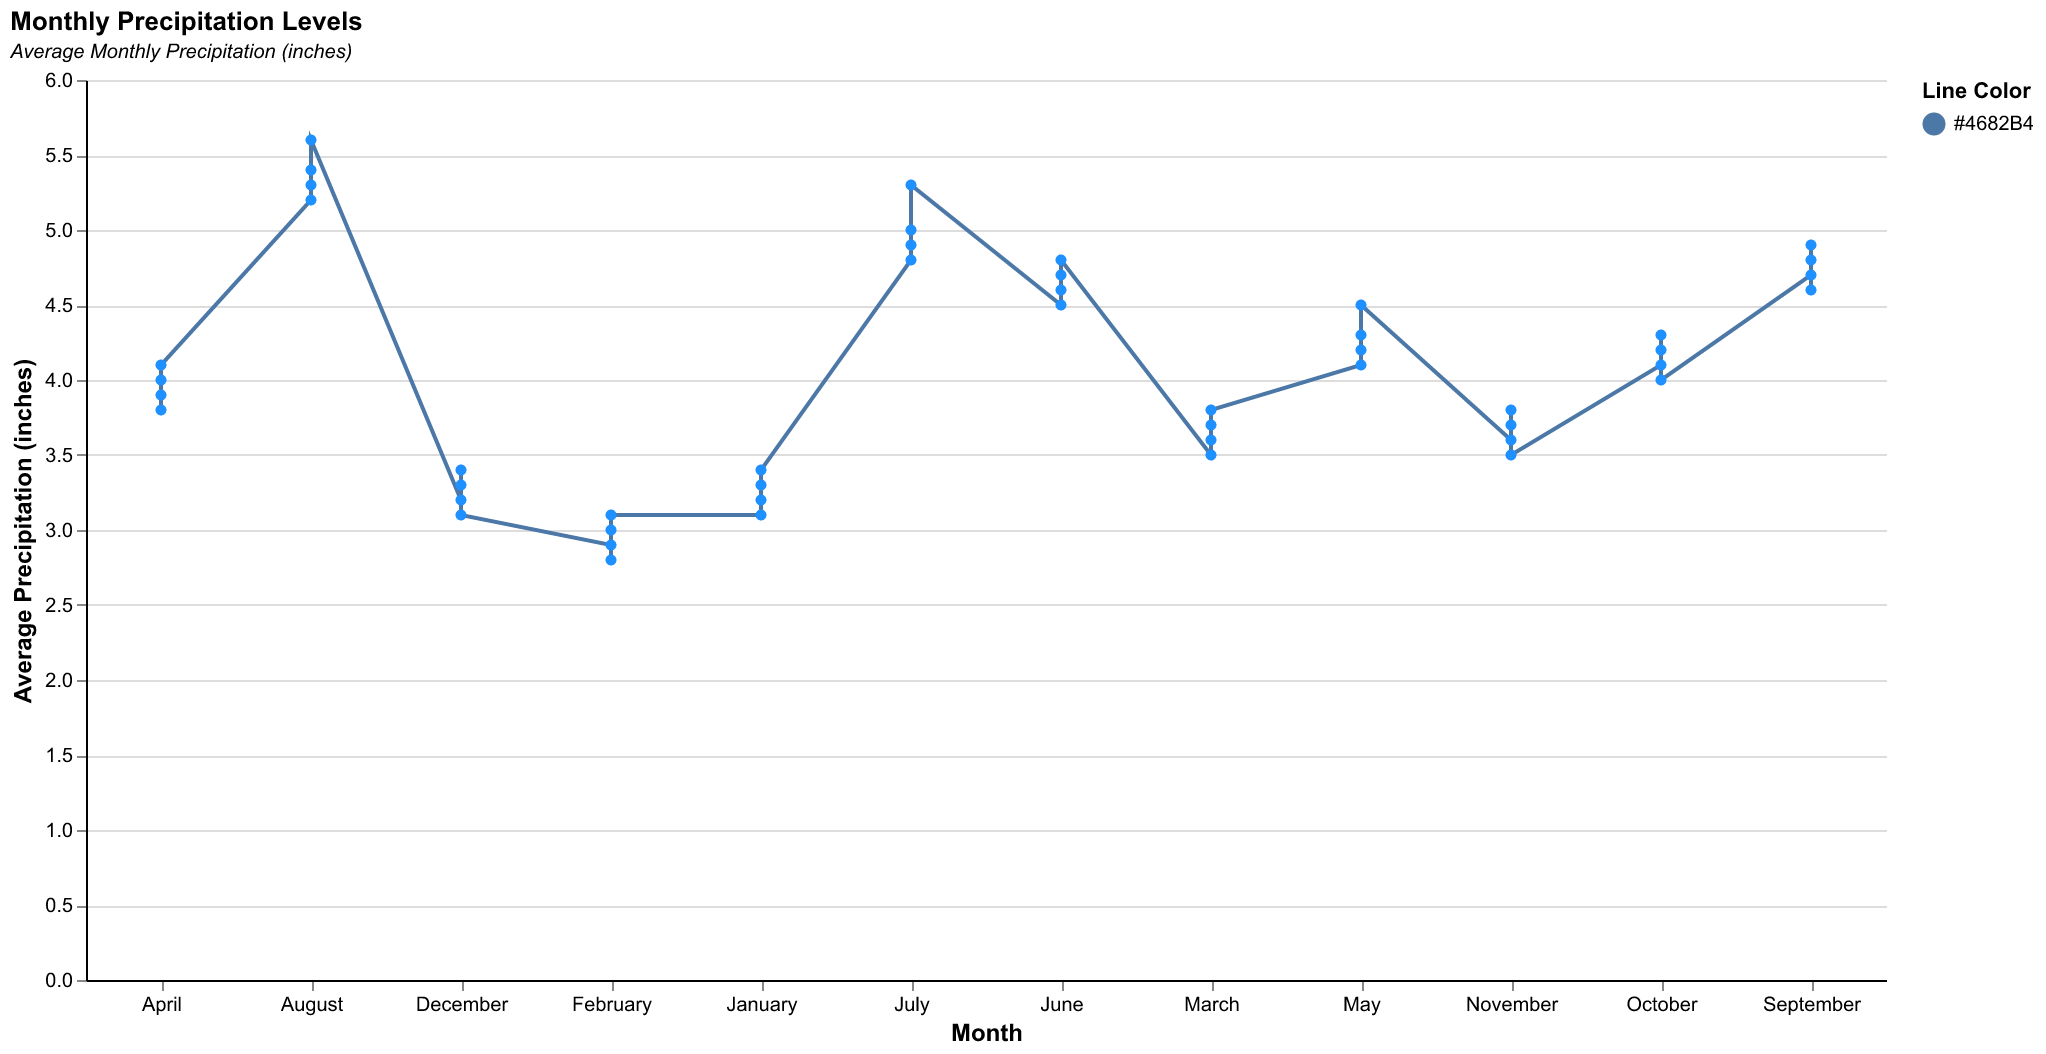 Monthly Precipitation Levels
Average Monthly Precipitation (inches)
Line Color
#4682B4
Average Precipitation (inches)
6.0
5.5
5.0
4.5
4.0
3.5
3.0
2.5
2.0
1.5
1.0
0.5
0.0
April August December February January July June March May November October September
Month